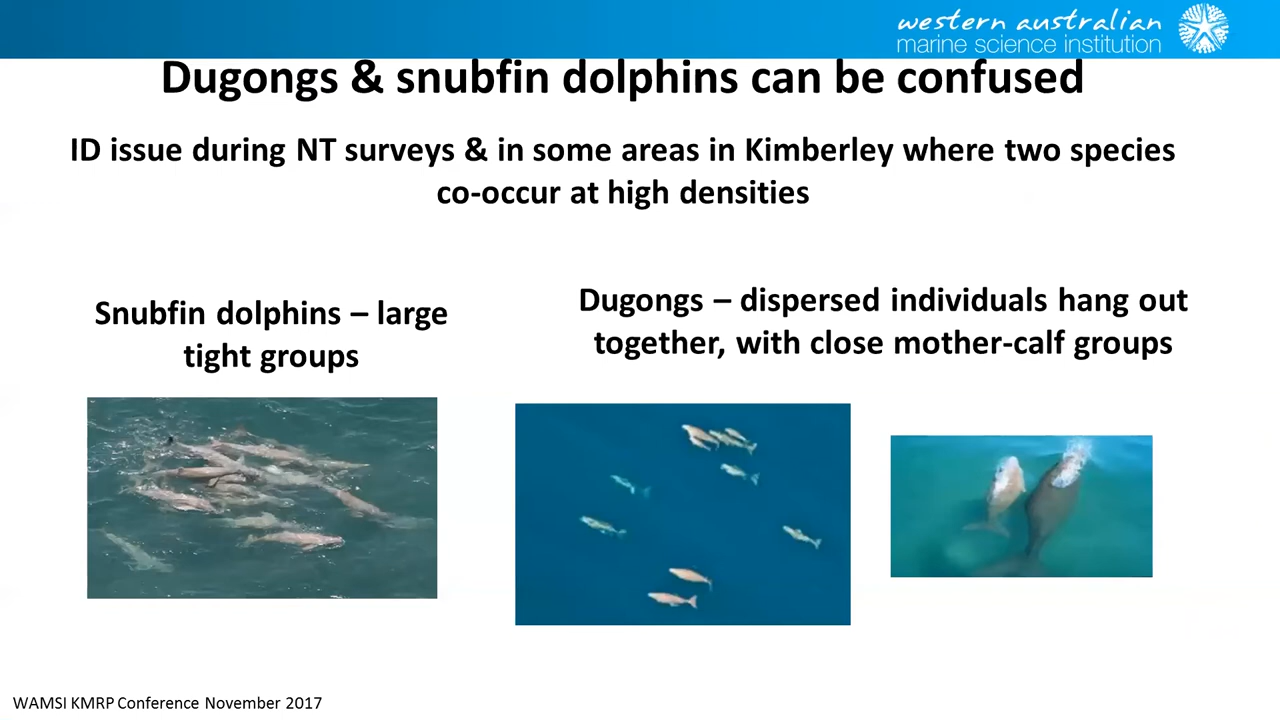 western australian
marine science institution
Dugongs & snubfin dolphins can be confused
ID issue during NT surveys & in some areas in Kimberley where two species
co-occur at high densities
Snubfin dolphins – large
tight groups
Dugongs – dispersed individuals hang out
together, with close mother-calf groups
WAMSI KMRP Conference November 2017